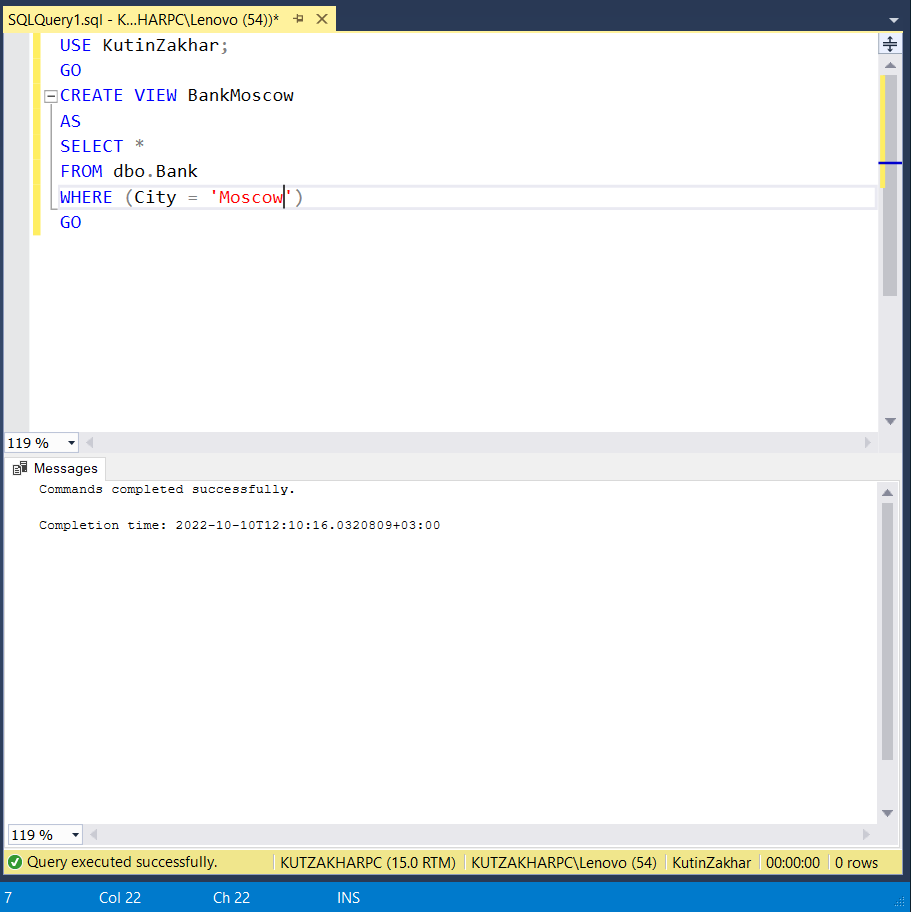 SQLQuery1.sql - K...HARPC\Lenovo (54))*
USE KutinZakhar;
GO
CREATE VIEW BankMoscow
AS
SELECT *
FROM dbo.Bank
WHERE (City = 'Moscow')
GO
119 %
Messages
Commands completed successfully.
Completion time: 2022-10-10T12:10:16.0320809+03:00
119 %
Query executed successfully. KUTZAKHARPC (15.0 RTM) KUTZAKHARPC\Lenovo (54) KutinZakhar 00:00:00 0 rows
7 Col 22 Ch 22 INS